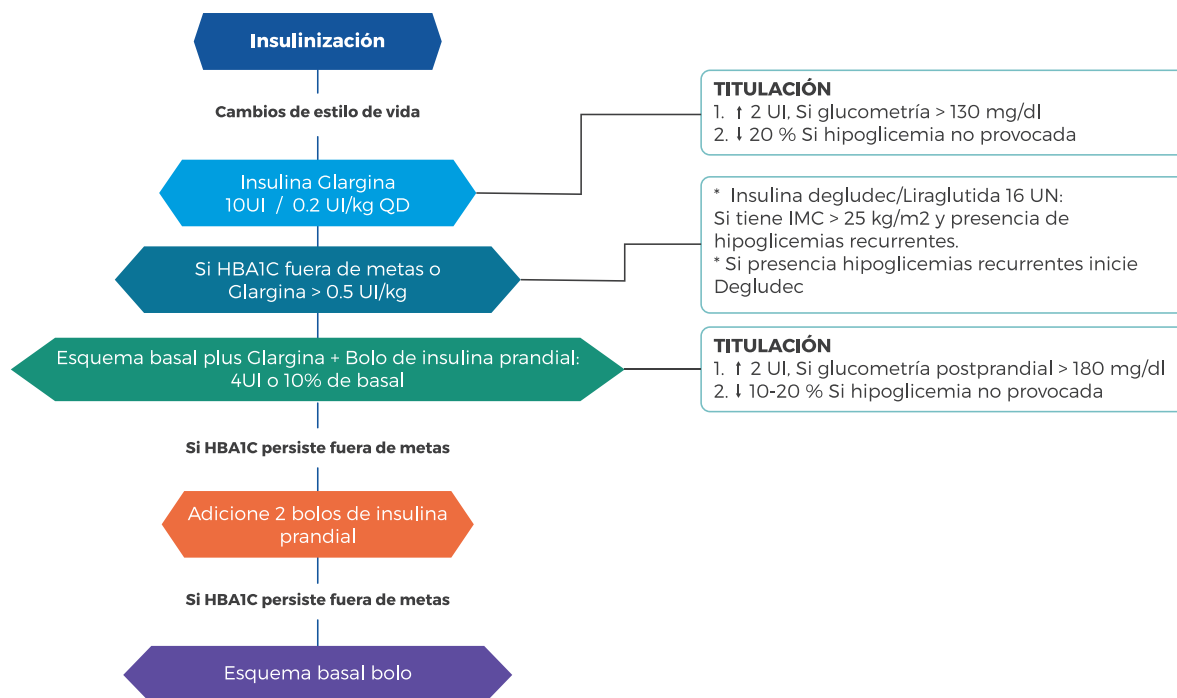 Insulinización
Cambios de estilo de vida
TITULACIÓN
1. ↑ 2 UI, Si glucometría > 130 mg/dl
2. ↓ 20 % Si hipoglicemia no provocada
Insulina Glargina
10UI / 0.2 UI/kg QD
* Insulina degludec/Liraglutida 16 UN:
Si tiene IMC > 25 kg/m2 y presencia de
hipoglicemias recurrentes.
* Si presencia hipoglicemias recurrentes inicie
Degludec
Si HBA1C fuera de metas o
Glargina > 0.5 UI/kg
Esquema basal plus Glargina + Bolo de insulina prandial:
4UI o 10% de basal
TITULACIÓN
1. ↑ 2 UI, Si glucometría postprandial > 180 mg/dl
2. ↓ 10-20 % Si hipoglicemia no provocada
Si HBA1C persiste fuera de metas
Adicione 2 bolos de insulina
prandial
Si HBA1C persiste fuera de metas
Esquema basal bolo